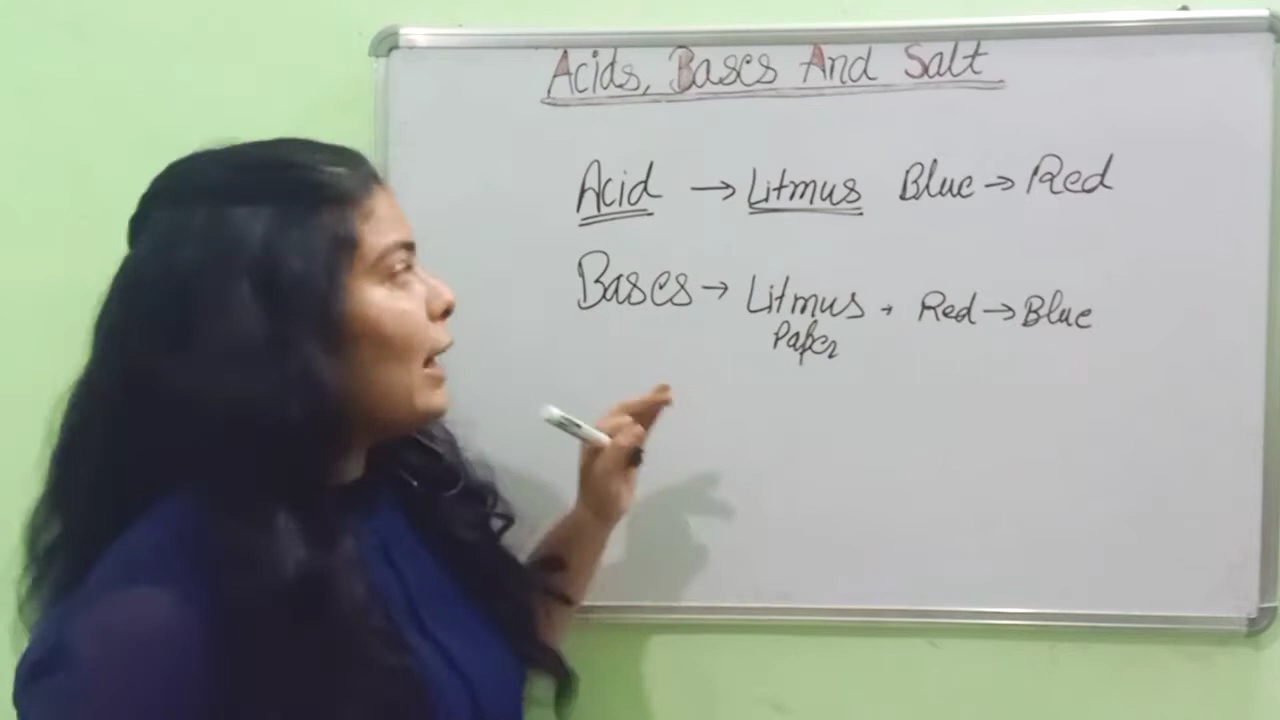 Acids, Bases And Salt
Acid → Litmus Blue → Red
Bases → Litmus → Red → Blue
Paper